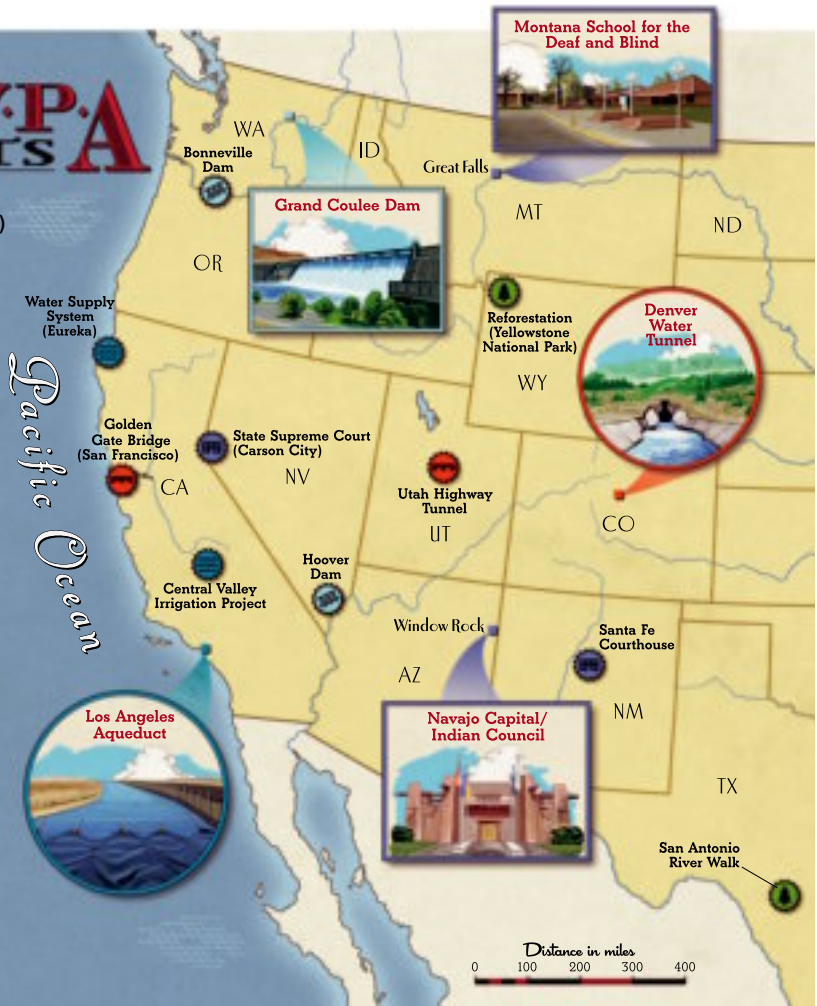 Montana School for the
Deaf and Blind
P·A
WA
ID
Bonneville
Dam
Great Falls
Grand Coulee Dam
MT
ND
)
OR
Water Supply
System
(Eureka)
Reforestation
(Yellowstone
National Park)
Denver
Water
Tunnel
WY
Pacific Ocean
Golden
Gate Bridge
(San Francisco)
State Supreme Court
(Carson City)
NV
CA
Utah Highway
Tunnel
UT
CO
Hoover
Dam
Central Valley
Irrigation Project
Window Rock
Santa Fe
Courthouse
AZ
NM
Los Angeles
Aqueduct
Navajo Capital/
Indian Council
TX
San Antonio
River Walk
Distance in miles
0 100 200 300 400